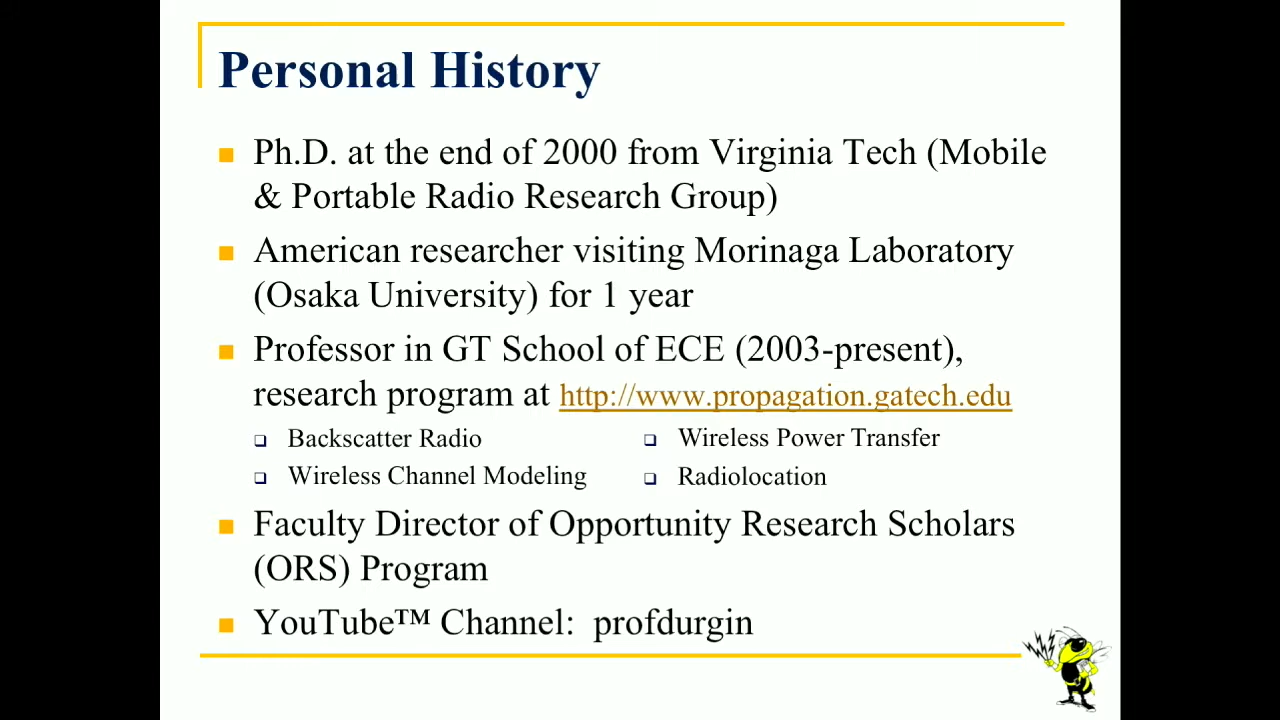 Personal History
Ph.D. at the end of 2000 from Virginia Tech (Mobile
& Portable Radio Research Group)
American researcher visiting Morinaga Laboratory
(Osaka University) for 1 year
Professor in GT School of ECE (2003-present),
research program at http://www.propagation.gatech.edu
Backscatter Radio
Wireless Channel Modeling
Wireless Power Transfer
Radiolocation
Faculty Director of Opportunity Research Scholars
(ORS) Program
YouTube™ Channel: profdurgin